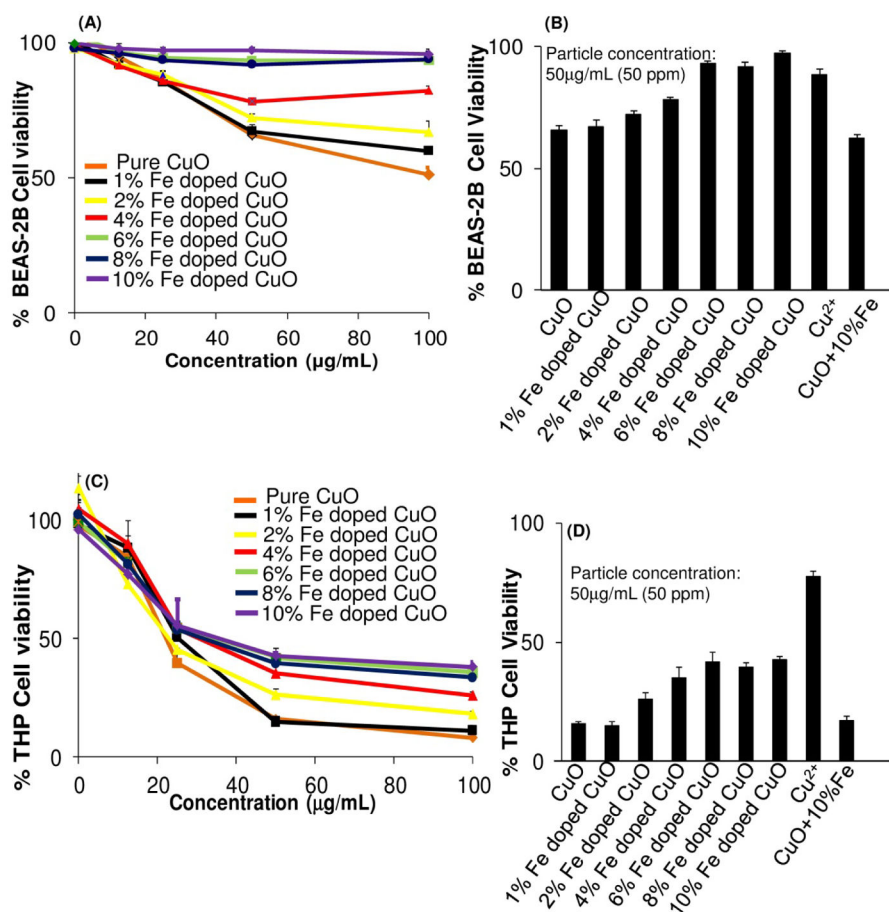 (A)
100
50
0
% BEAS-2B Cell Viability
Pure CuO
1% Fe doped CuO
2% Fe doped CuO
4% Fe doped CuO
6% Fe doped CuO
8% Fe doped CuO
10% Fe doped CuO
0 20 40 60 80 100
Concentration (µg/mL)
(B)
Particle concentration:
50µg/mL (50 ppm)
100
50
0
% BEAS-2B Cell Viability
CuO
1% Fe doped CuO
2% Fe doped CuO
4% Fe doped CuO
6% Fe doped CuO
8% Fe doped CuO
10% Fe doped CuO
Cu²⁺
CuO+10%Fe
(C)
100
50
0
% THP Cell viability
Pure CuO
1% Fe doped CuO
2% Fe doped CuO
4% Fe doped CuO
6% Fe doped CuO
8% Fe doped CuO
10% Fe doped CuO
0 20 40 60 80 100
Concentration (µg/mL)
(D)
Particle concentration:
50µg/mL (50 ppm)
100
50
0
% THP Cell viability
CuO
1% Fe doped CuO
2% Fe doped CuO
4% Fe doped CuO
6% Fe doped CuO
8% Fe doped CuO
10% Fe doped CuO
Cu²⁺
CuO+10%Fe